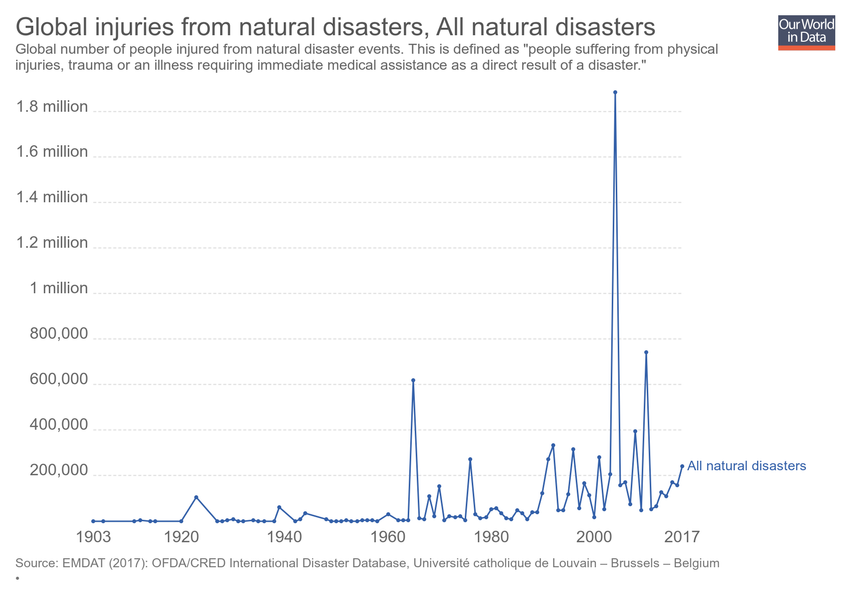 Global injuries from natural disasters, All natural disasters
Our World
in Data
Global number of people injured from natural disaster events. This is defined as "people suffering from physical
injuries, trauma or an illness requiring immediate medical assistance as a direct result of a disaster."
1.8 million
1.6 million
1.4 million
1.2 million
1 million
800,000
600,000
400,000
200,000
All natural disasters
1903 1920 1940 1960 1980 2000 2017
Source: EMDAT (2017): OFDA/CRED International Disaster Database, Université catholique de Louvain – Brussels – Belgium
•